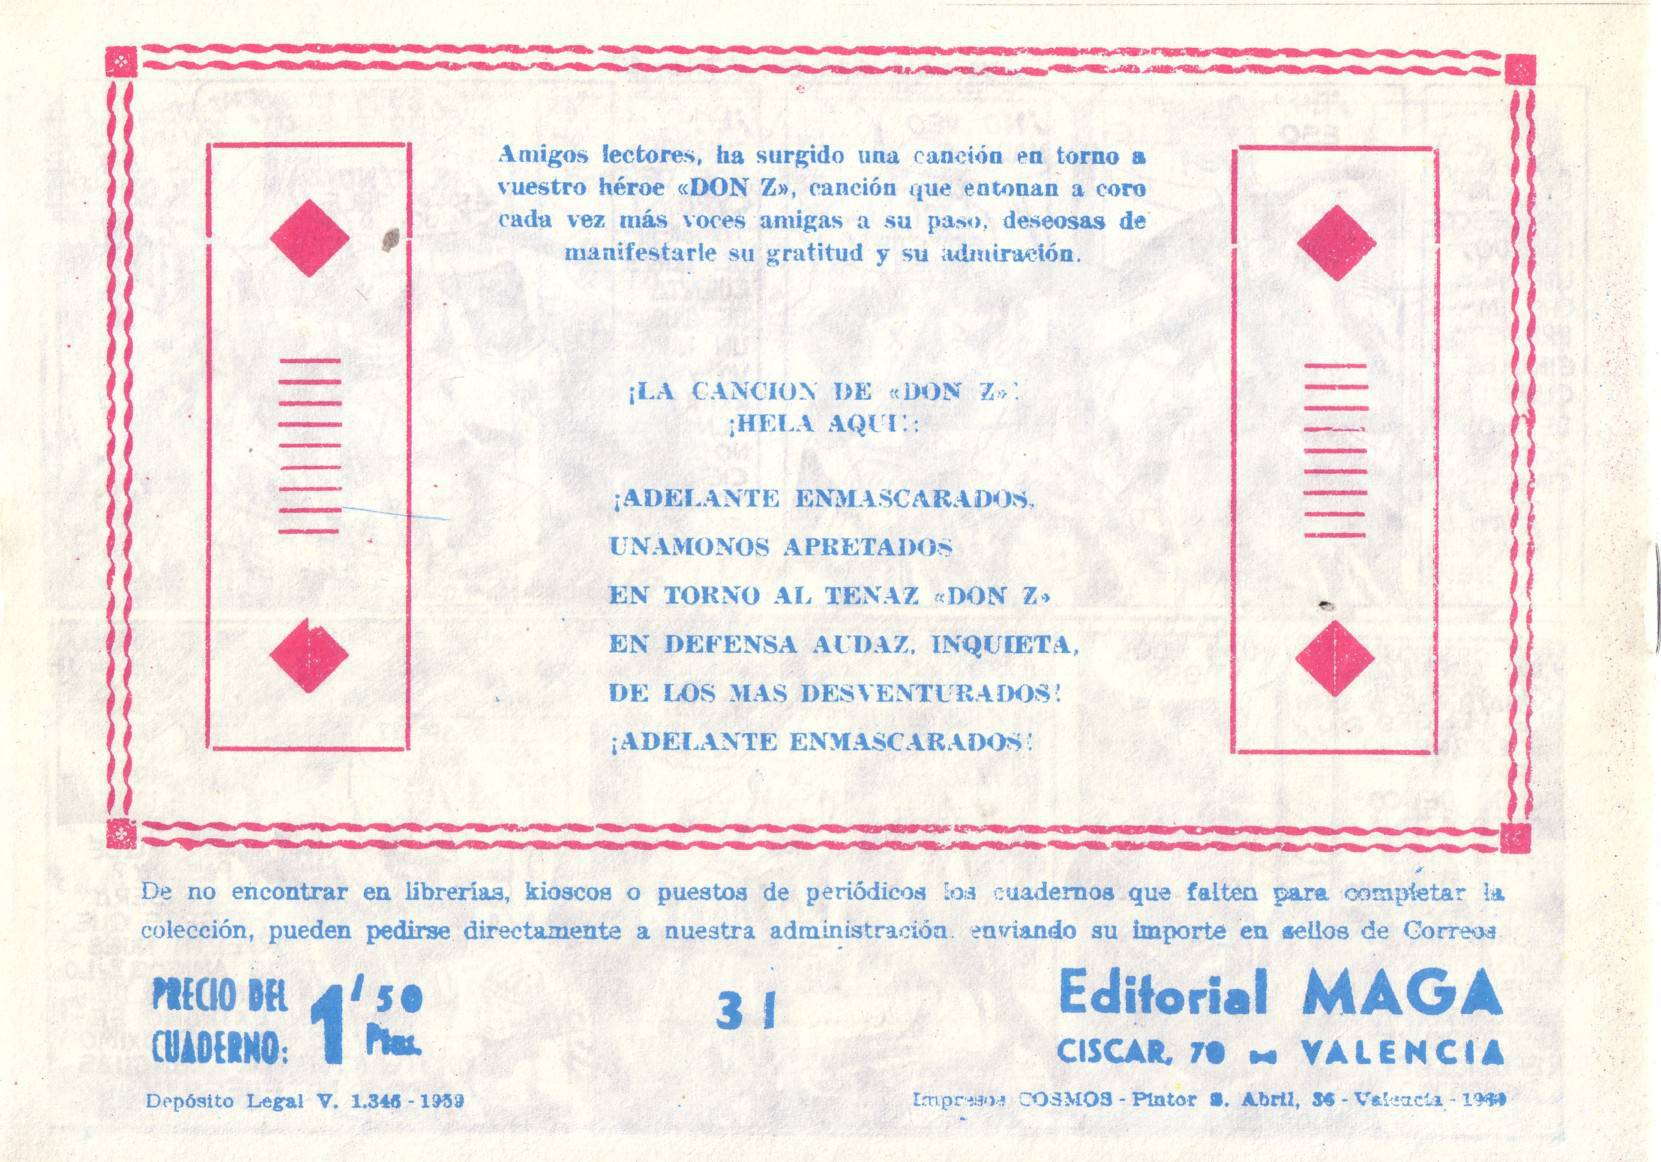 Amigos lectores, ha surgido una canción en torno a
vuestro héroe «DON Z», canción que entonan a coro
cada vez más voces amigas a su paso, deseosas de
manifestarle su gratitud y su admiración.
¡LA CANCION DE «DON Z»!
¡HELA AQUI!:
¡ADELANTE ENMASCARADOS,
UNAMONOS APRETADOS
EN TORNO AL TENAZ «DON Z»
EN DEFENSA AUDAZ, INQUIETA,
DE LOS MAS DESVENTURADOS!
¡ADELANTE ENMASCARADOS!
De no encontrar en librerías, kioscos o puestos de periódicos los cuadernos que falten para completar la
colección, pueden pedirse directamente a nuestra administración. enviando su importe en sellos de Correos
PRECIO DEL CUADERNO: 1'50 Ptas.
31
Editorial MAGA
CISCAR, 70 - VALENCIA
Depósito Legal V. 1.346 - 1959
Impresos COSMOS - Pintor S. Abril, 36 - Valencia -